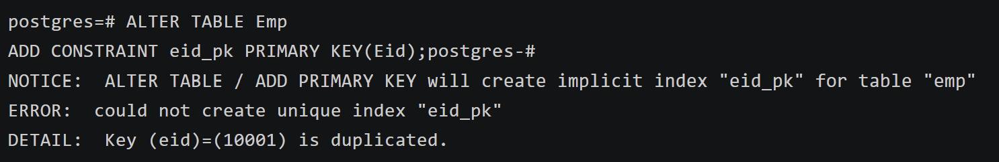 postgres=# ALTER TABLE Emp
ADD CONSTRAINT eid_pk PRIMARY KEY(Eid);postgres-#
NOTICE:  ALTER TABLE / ADD PRIMARY KEY will create implicit index "eid_pk" for table "emp"
ERROR:  could not create unique index "eid_pk"
DETAIL:  Key (eid)=(10001) is duplicated.